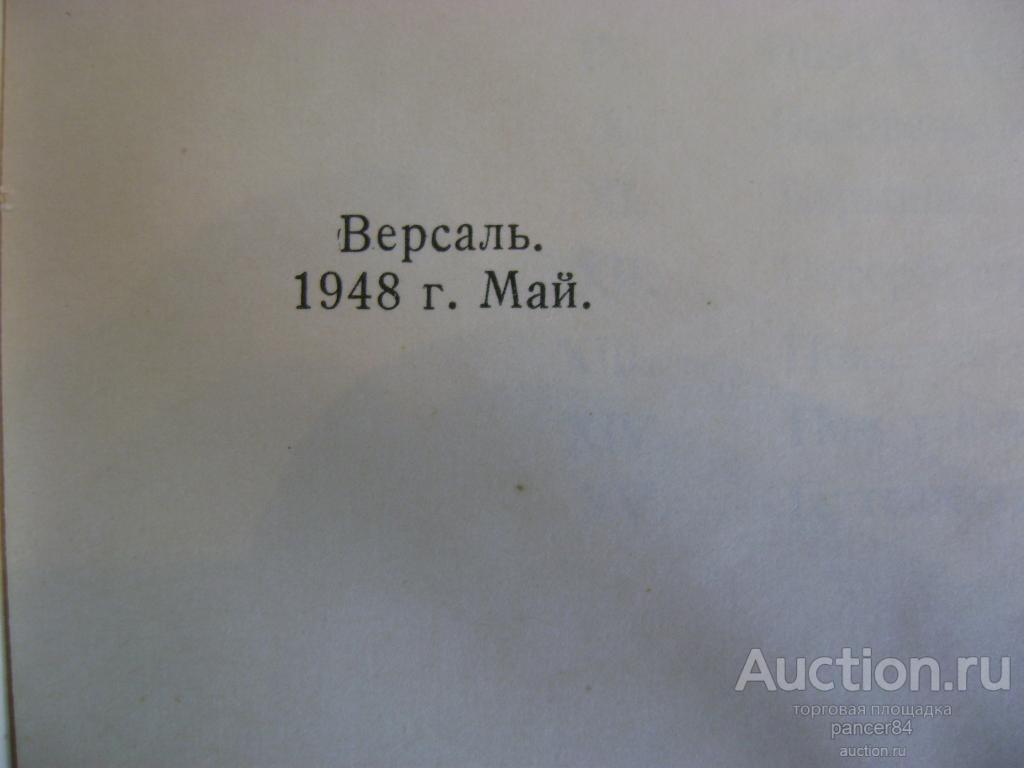 Версаль.
1948 г. Май.
Auction.ru
торговая площадка
pancer84
auction.ru